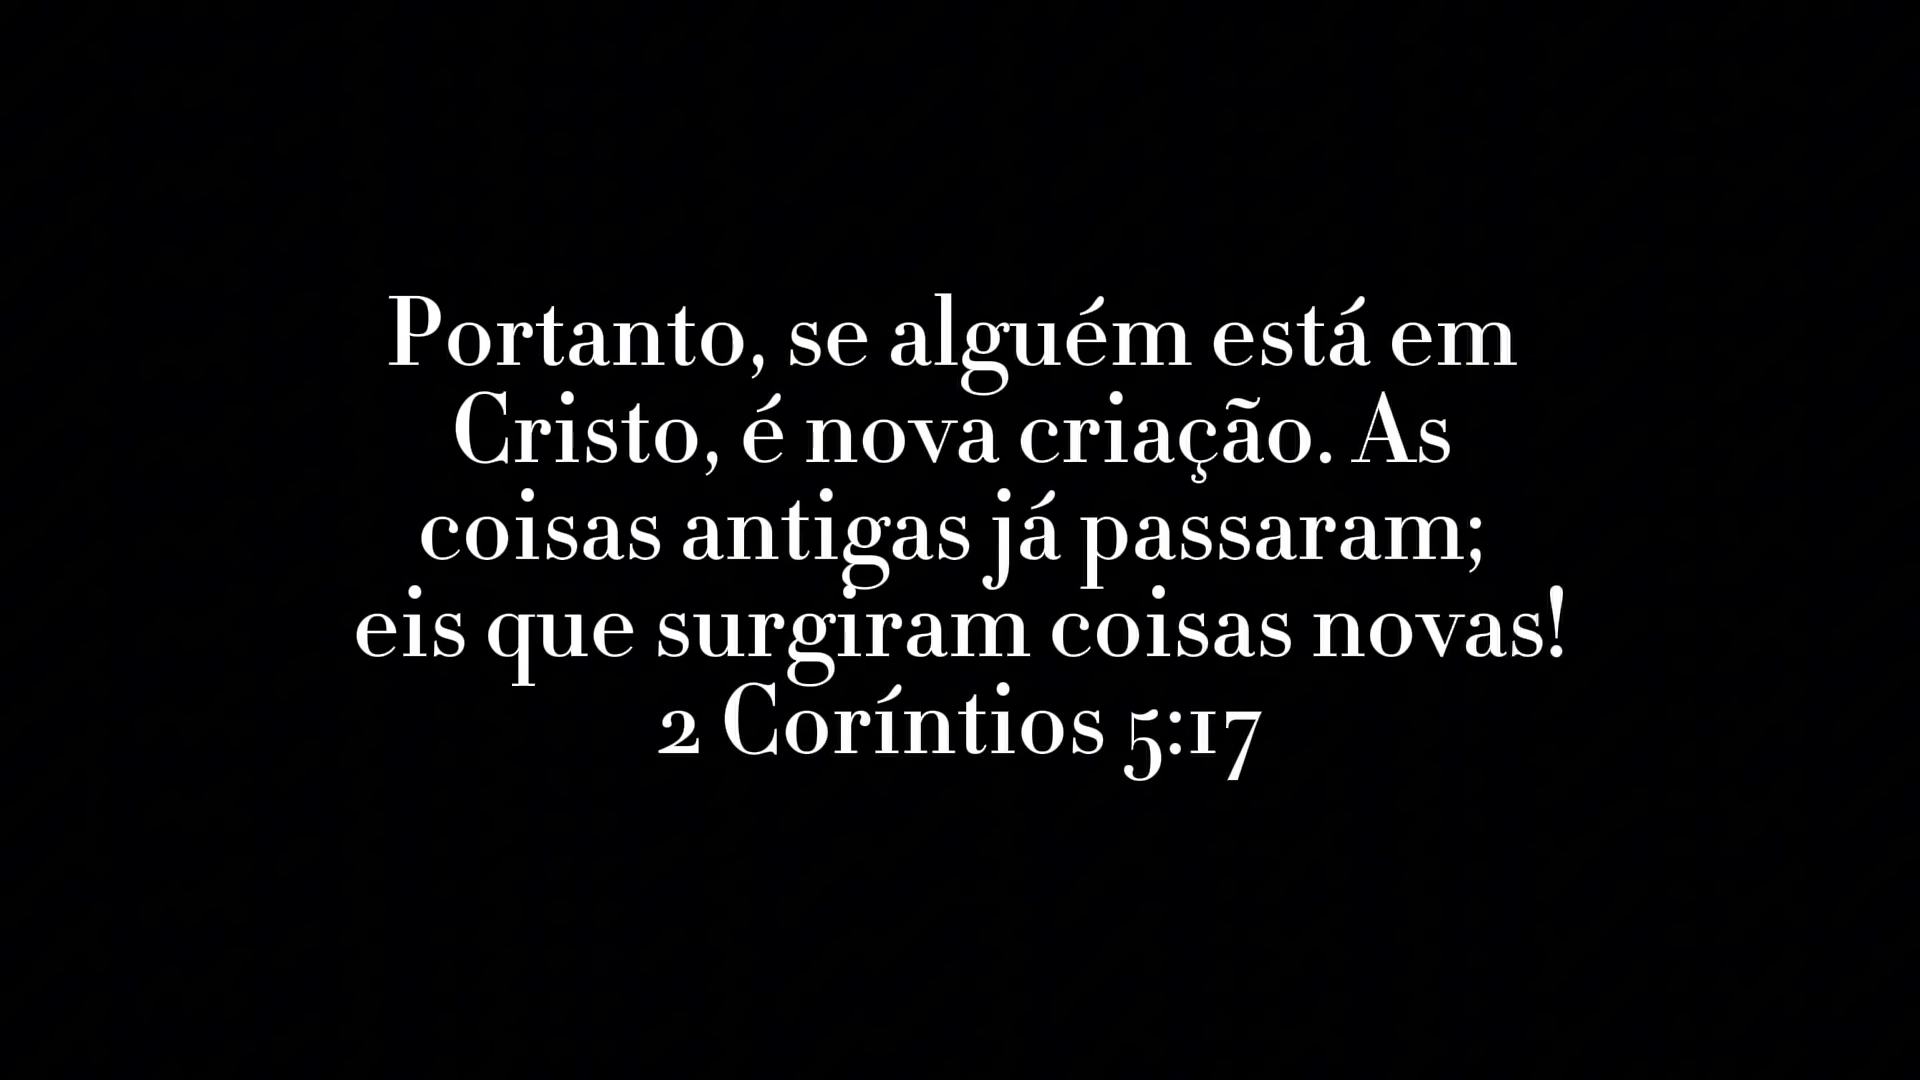 Portanto, se alguém está em
Cristo, é nova criação. As
coisas antigas já passaram;
eis que surgiram coisas novas!
2 Coríntios 5:17